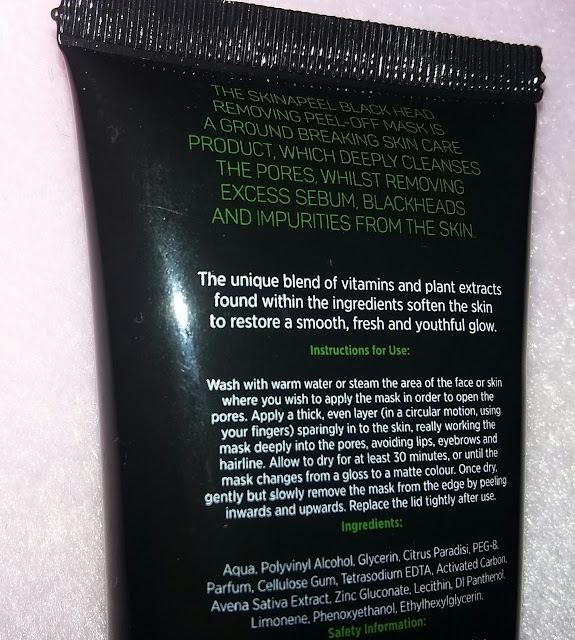 THE SKINAPEEL BLACK HEAD
REMOVING PEEL-OFF MASK IS
A GROUND BREAKING SKIN CARE
PRODUCT, WHICH DEEPLY CLEANSES
THE PORES, WHILST REMOVING
EXCESS SEBUM, BLACKHEADS
AND IMPURITIES FROM THE SKIN.
The unique blend of vitamins and plant extracts
found within the ingredients soften the skin
to restore a smooth, fresh and youthful glow.
Instructions for Use:
Wash with warm water or steam the area of the face or skin
where you wish to apply the mask in order to open the
pores. Apply a thick, even layer (in a circular motion, using
your fingers) sparingly in to the skin, really working the
mask deeply into the pores, avoiding lips, eyebrows and
hairline. Allow to dry for at least 30 minutes, or until the
mask changes from a gloss to a matte colour. Once dry,
gently but slowly remove the mask from the edge by peeling
inwards and upwards. Replace the lid tightly after use.
Ingredients:
Aqua, Polyvinyl Alcohol, Glycerin, Citrus Paradisi, PEG-8,
Parfum, Cellulose Gum, Tetrasodium EDTA, Activated Carbon,
Avena Sativa Extract, Zinc Gluconate, Lecithin, Dl Panthenol,
Limonene, Phenoxyethanol, Ethylhexylglycerin.
Safety Information: